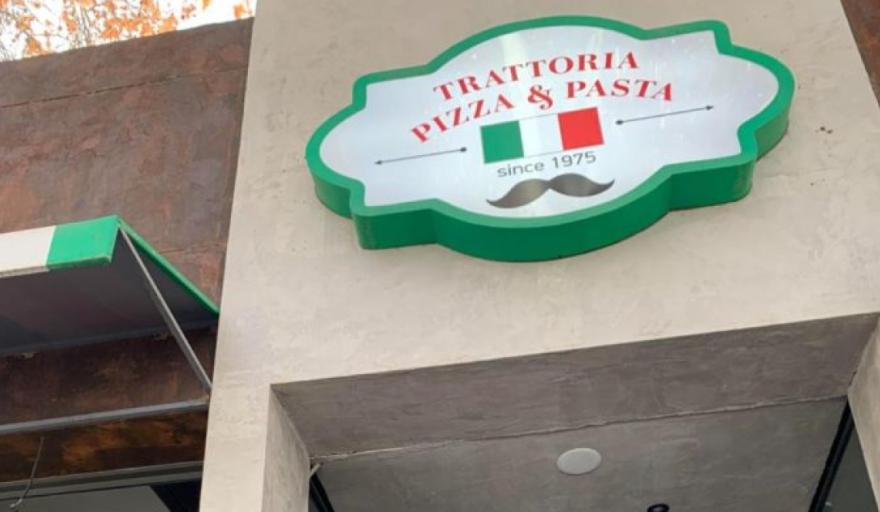 TRATTORIA
PIZZA & PASTA
since 1975